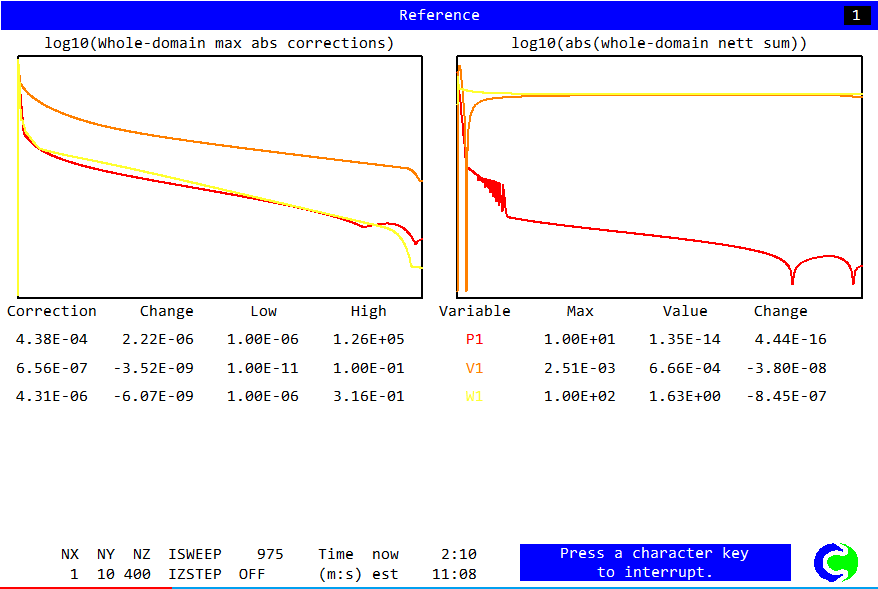 Reference 1
log10(Whole-domain max abs corrections) log10(abs(whole-domain nett sum))
Correction Change Low High Variable Max Value Change
4.38E-04 2.22E-06 1.00E-06 1.26E+05 P1 1.00E+01 1.35E-14 4.44E-16
6.56E-07 -3.52E-09 1.00E-11 1.00E-01 V1 2.51E-03 6.66E-04 -3.80E-08
4.31E-06 -6.07E-09 1.00E-06 3.16E-01 W1 1.00E+02 1.63E+00 -8.45E-07
NX NY NZ ISWEEP 975 Time now 2:10 Press a character key
1 10 400 IZSTEP OFF (m:s) est 11:08 to interrupt.